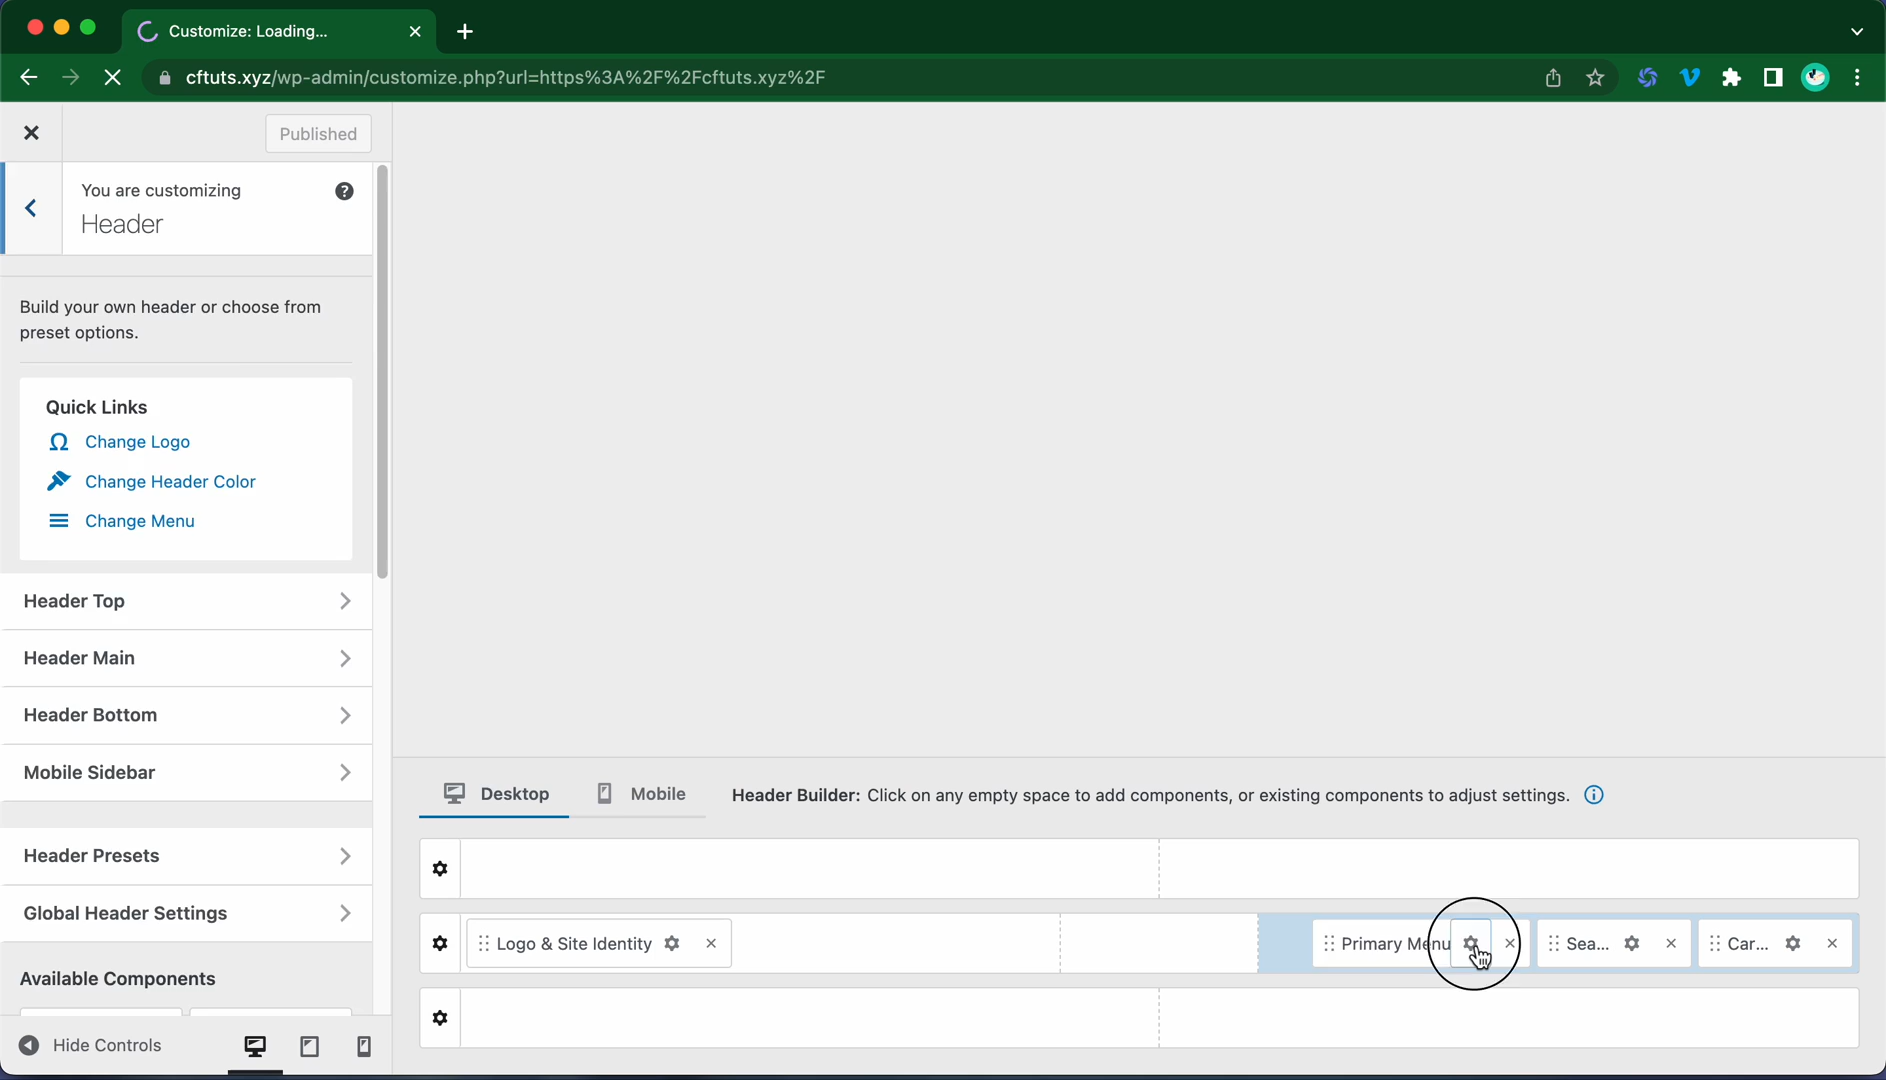 Customize: Loading...
cftuts.xyz/wp-admin/customize.php?url=https%3A%2F%2Fcftuts.xyz%2F
Published
You are customizing
Header
Build your own header or choose from
preset options.
Quick Links
Change Logo
Change Header Color
Change Menu
Header Top
Header Main
Header Bottom
Mobile Sidebar
Header Presets
Global Header Settings
Available Components
Hide Controls
Desktop
Mobile
Header Builder: Click on any empty space to add components, or existing components to adjust settings.
Logo & Site Identity
Primary Menu
Sea...
Car...